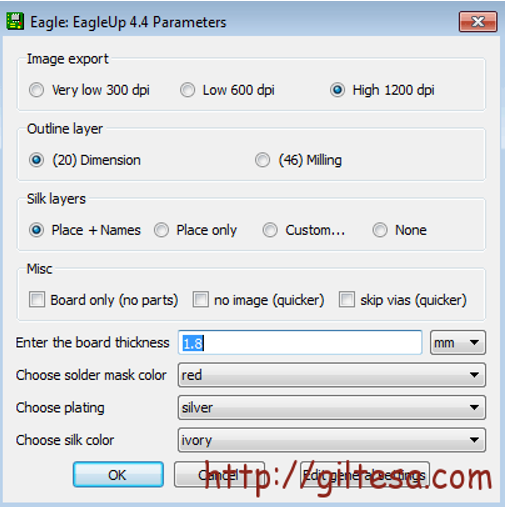 Eagle: EagleUp 4.4 Parameters
Image export
Very low 300 dpi Low 600 dpi High 1200 dpi
Outline layer
(20) Dimension (46) Milling
Silk layers
Place + Names Place only Custom... None
Misc
Board only (no parts) no image (quicker) skip vias (quicker)
Enter the board thickness 1.8 mm
Choose solder mask color red
Choose plating silver
Choose silk color ivory
OK Cancel Edit general settings
http://giltesa.com